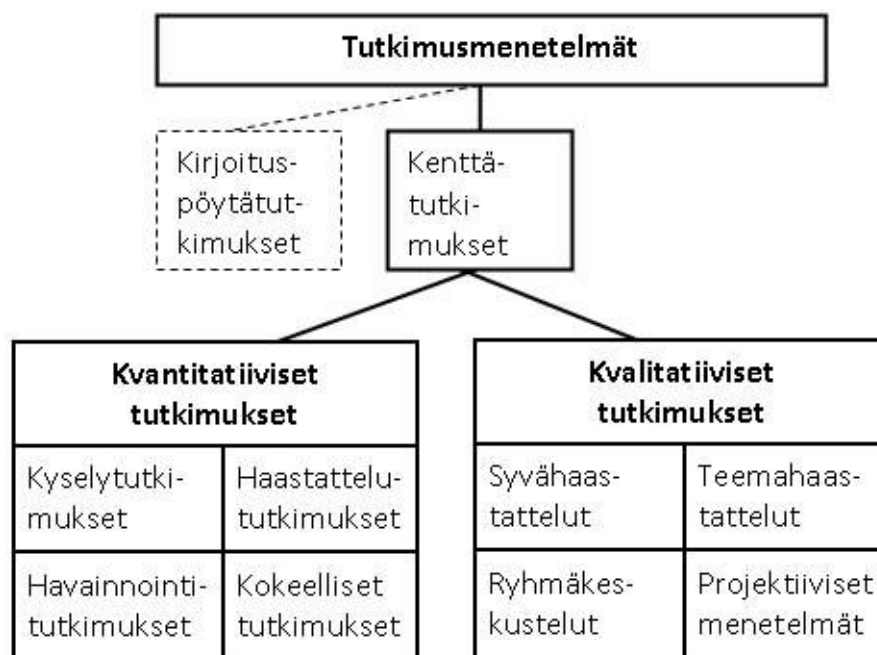 Tutkimusmenetelmät
Kirjoitus-
pöytätut-
kimukset
Kenttä-
tutki-
mukset
Kvantitatiiviset
tutkimukset
Kyselytutki-
mukset
Haastattelu-
tutkimukset
Havainnointi-
tutkimukset
Kokeelliset
tutkimukset
Kvalitatiiviset
tutkimukset
Syvähaas-
tattelut
Teemahaas-
tattelut
Ryhmäkes-
kustelut
Projektiiviset
menetelmät